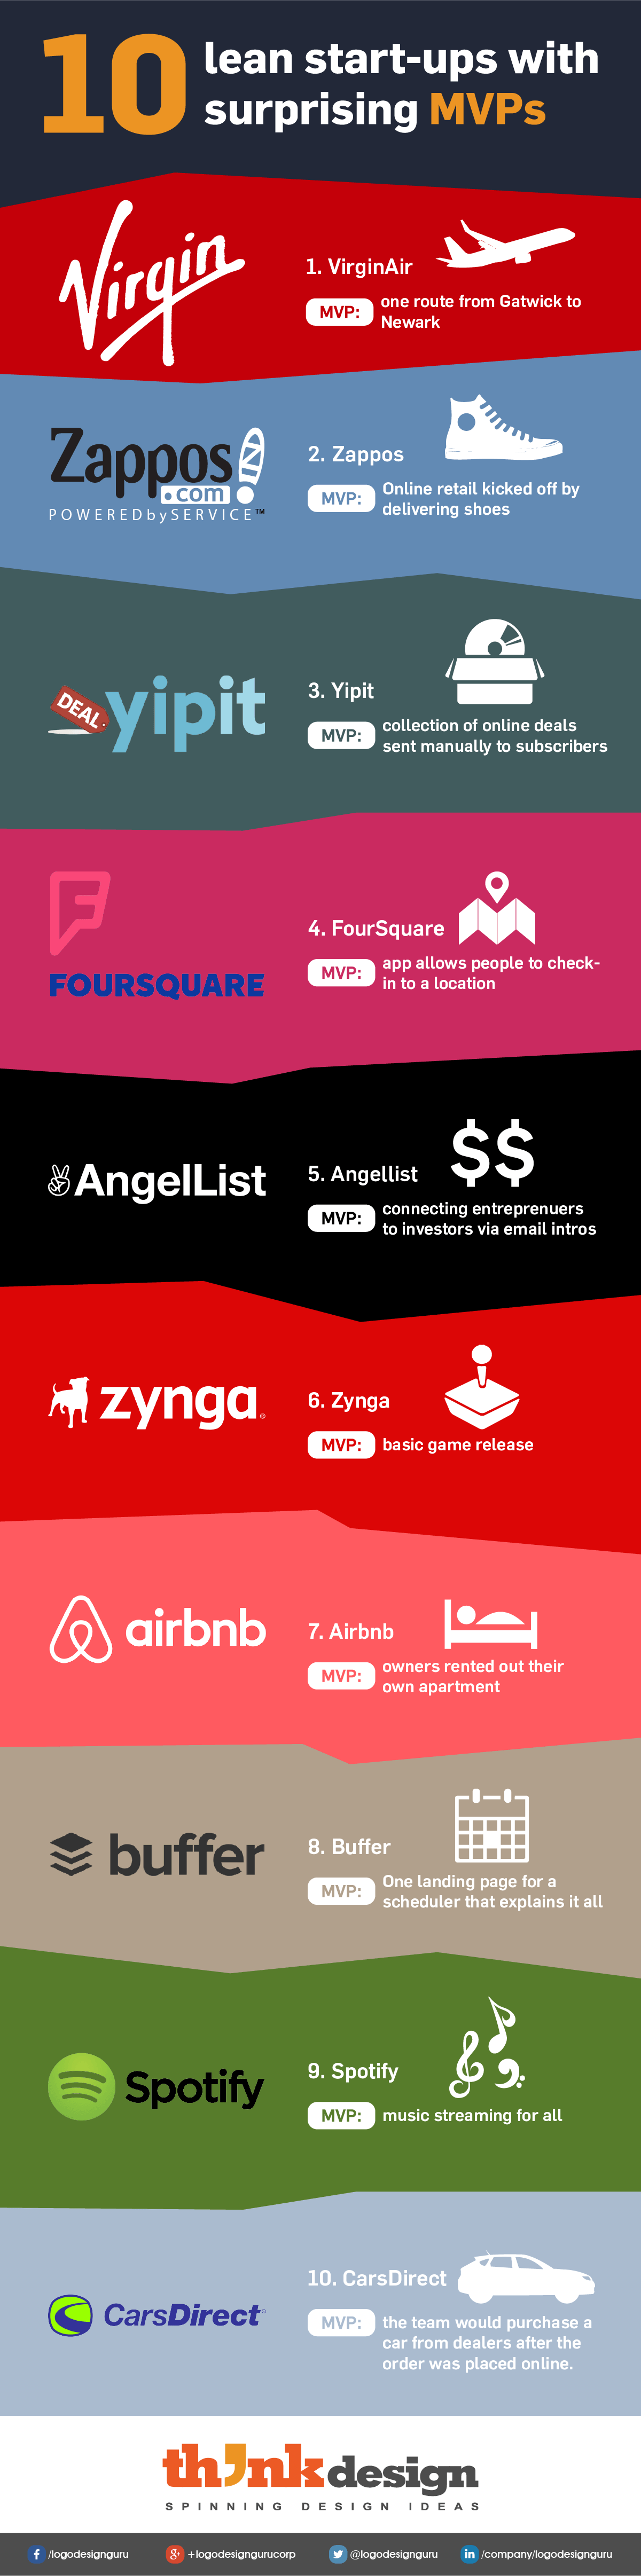 10 lean start-ups with
surprising MVPs
Virgin
1. VirginAir
MVP: one route from Gatwick to
Newark
Zappos
.com
POWEREDbySERVICE™
2. Zappos
MVP: Online retail kicked off by
delivering shoes
DEAL yipit
3. Yipit
MVP: collection of online deals
sent manually to subscribers
F
FOURSQUARE
4. FourSquare
MVP: app allows people to check-
in to a location
AngelList
$$
5. Angellist
MVP: connecting entreprenuers
to investors via email intros
zynga®
6. Zynga
MVP: basic game release
airbnb
7. Airbnb
MVP: owners rented out their
own apartment
buffer
8. Buffer
MVP: One landing page for a
scheduler that explains it all
Spotify
9. Spotify
MVP: music streaming for all
CarsDirect®
10. CarsDirect
MVP: the team would purchase a
car from dealers after the
order was placed online.
th,nkdesign
SPINNING DESIGN IDEAS
f /logodesignguru g+ +logodesigngurucorp @logodesignguru in /company/logodesignguru